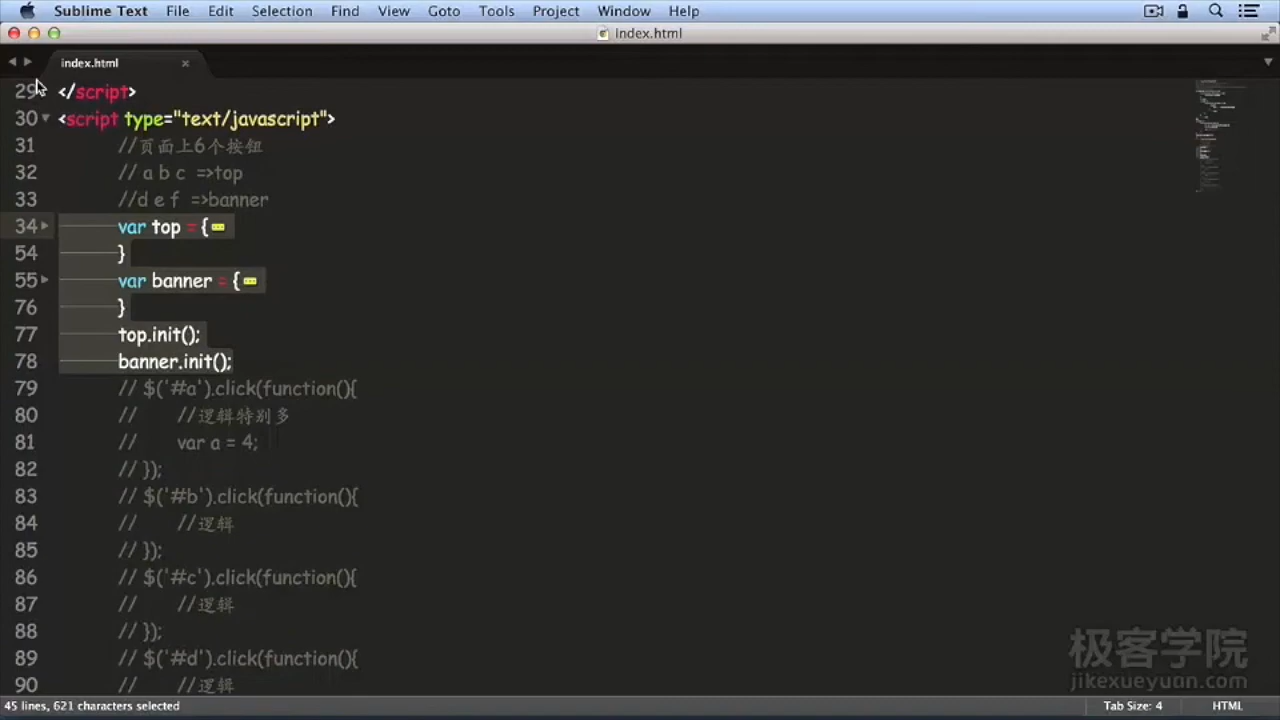 Sublime Text File Edit Selection Find View Goto Tools Project Window Help
index.html
index.html ×
29 </script>
30 <script type="text/javascript">
31 //页面上6个按钮
32 // a b c =>top
33 //d e f =>banner
34 var top = {
54 }
55 var banner = {
76 }
77 top.init();
78 banner.init();
79 // $('#a').click(function(){
80 // //逻辑特别多
81 // var a = 4;
82 // });
83 // $('#b').click(function(){
84 // //逻辑
85 // });
86 // $('#c').click(function(){
87 // //逻辑
88 // });
89 // $('#d').click(function(){
90 // //逻辑
极客学院
jikexueyuan.com
45 lines, 621 characters selected Tab Size: 4 HTML